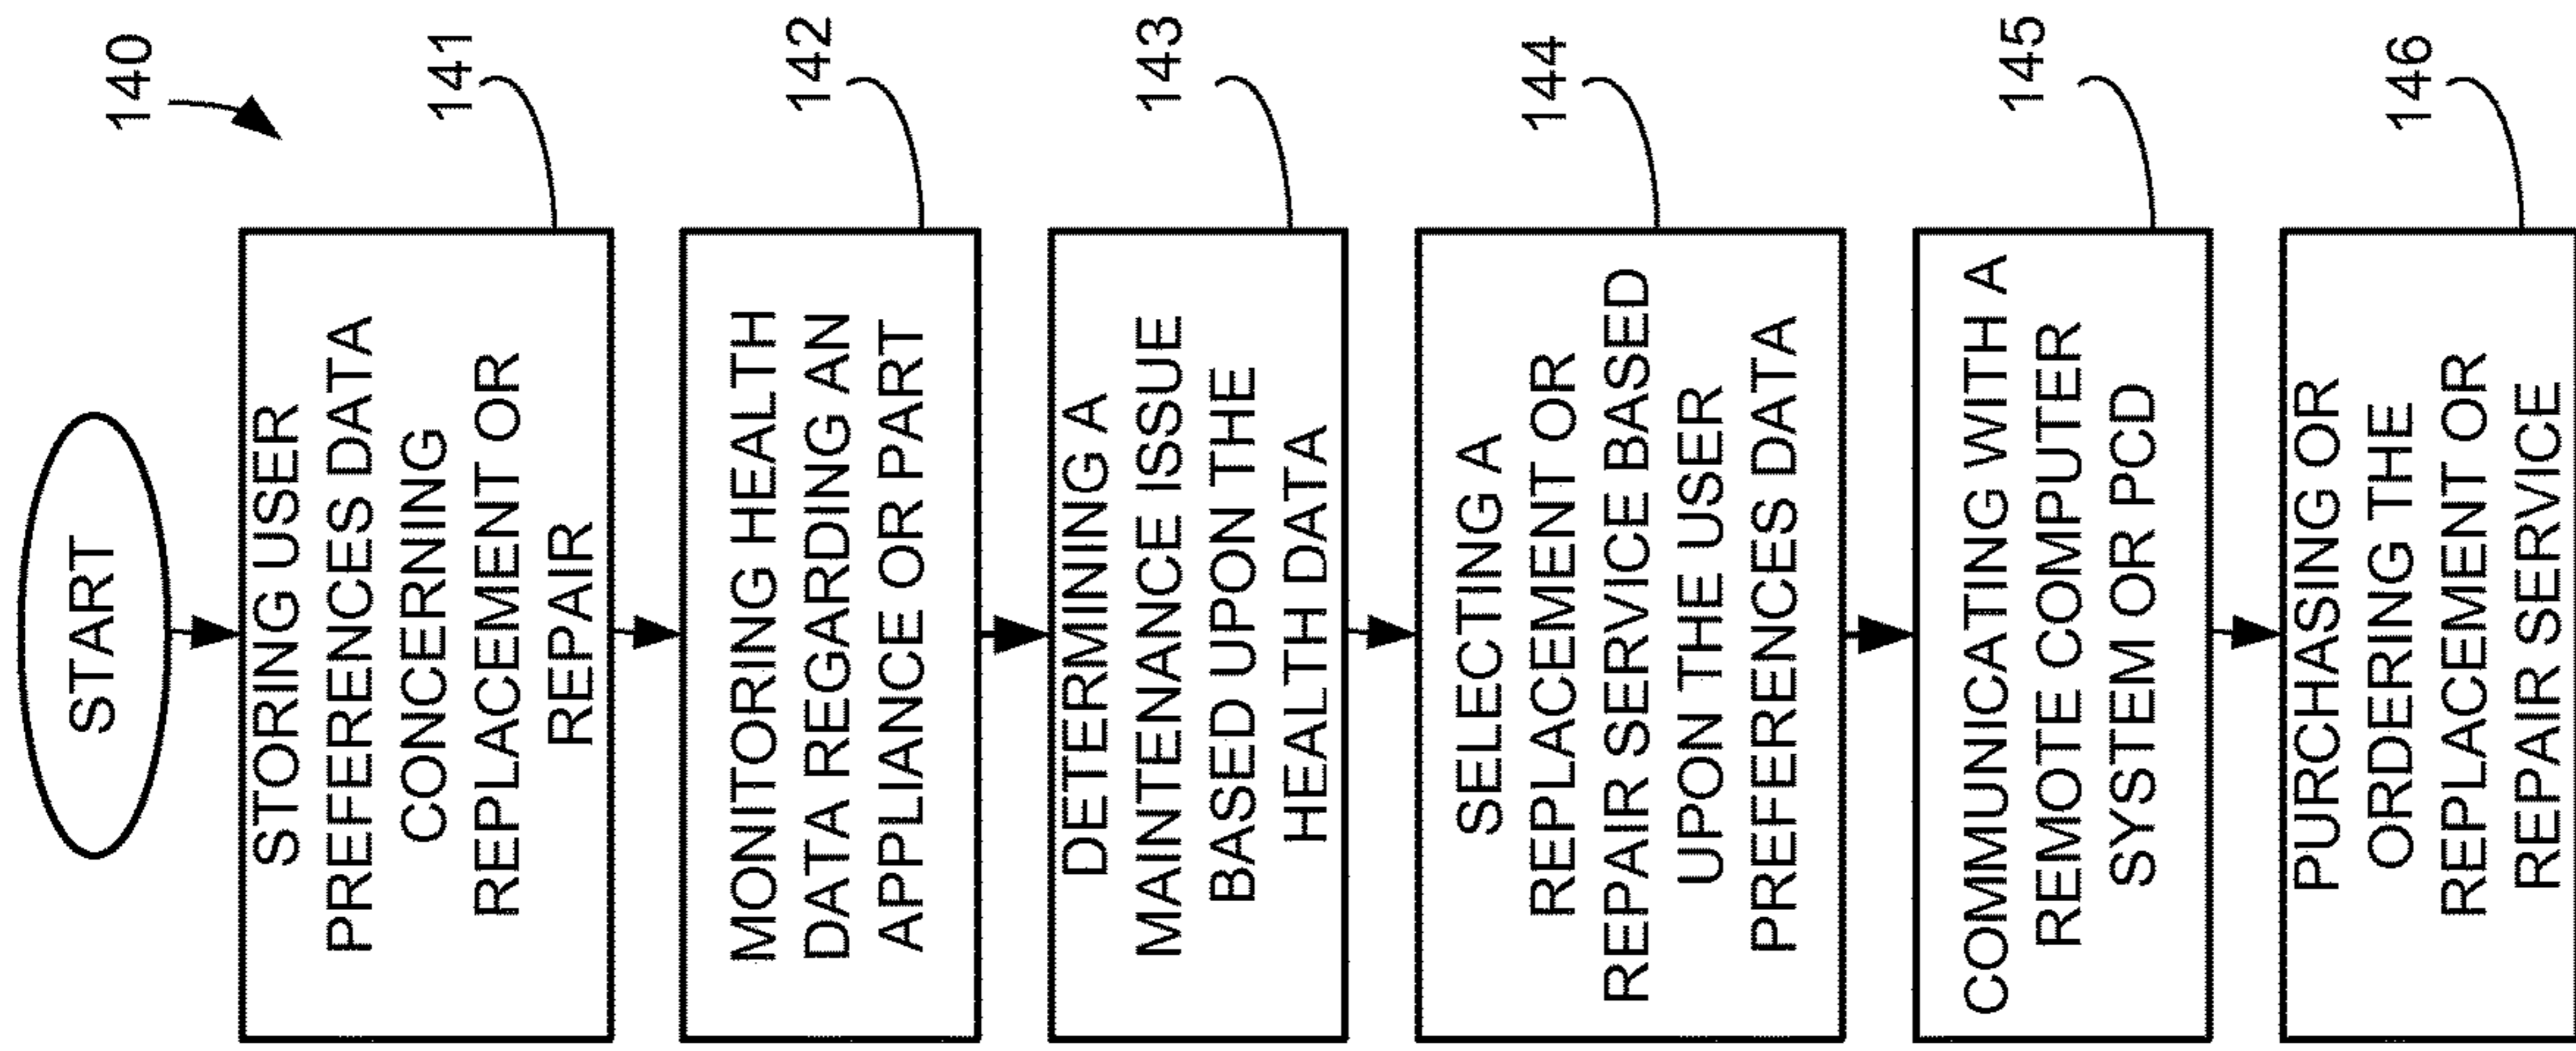 140
START
STORING USER
PREFERENCES DATA
CONCERNING
REPLACEMENT OR
REPAIR
141
MONITORING HEALTH
DATA REGARDING AN
APPLIANCE OR PART
142
DETERMINING A
MAINTENANCE ISSUE
BASED UPON THE
HEALTH DATA
143
SELECTING A
REPLACEMENT OR
REPAIR SERVICE BASED
UPON THE USER
PREFERENCES DATA
144
COMMUNICATING WITH A
REMOTE COMPUTER
SYSTEM OR PCD
145
PURCHASING OR
ORDERING THE
REPLACEMENT OR
REPAIR SERVICE
146